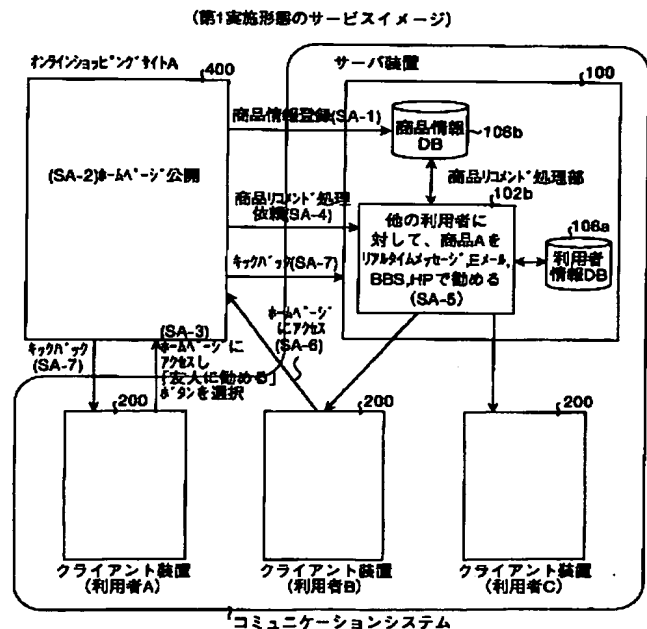 (第1実施形態のサービスイメージ)
オンラインショッピングサイトA
400
サーバ装置
100
商品情報登録(SA-1)
商品情報
DB
106b
(SA-2)ホームページ公開
商品リコメンド処理部
102b
商品リコメンド処理
依頼(SA-4)
他の利用者に
対して、商品Aを
リアルタイムメッセージ,Eメール,
BBS,HPで勧める
(SA-5)
106a
利用者
情報DB
キックバック(SA-7)
ホームページ
にアクセス
(SA-6)
キックバック
(SA-7)
(SA-3)
ホームページに
アクセスし
「友人に勧める」
ボタンを選択
200
200
200
クライアント装置
(利用者A)
クライアント装置
(利用者B)
クライアント装置
(利用者C)
コミュニケーションシステム